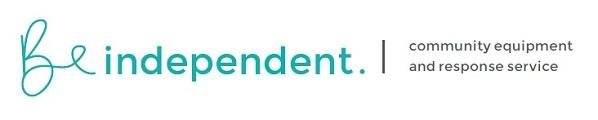 Be independent.
community equipment
and response service